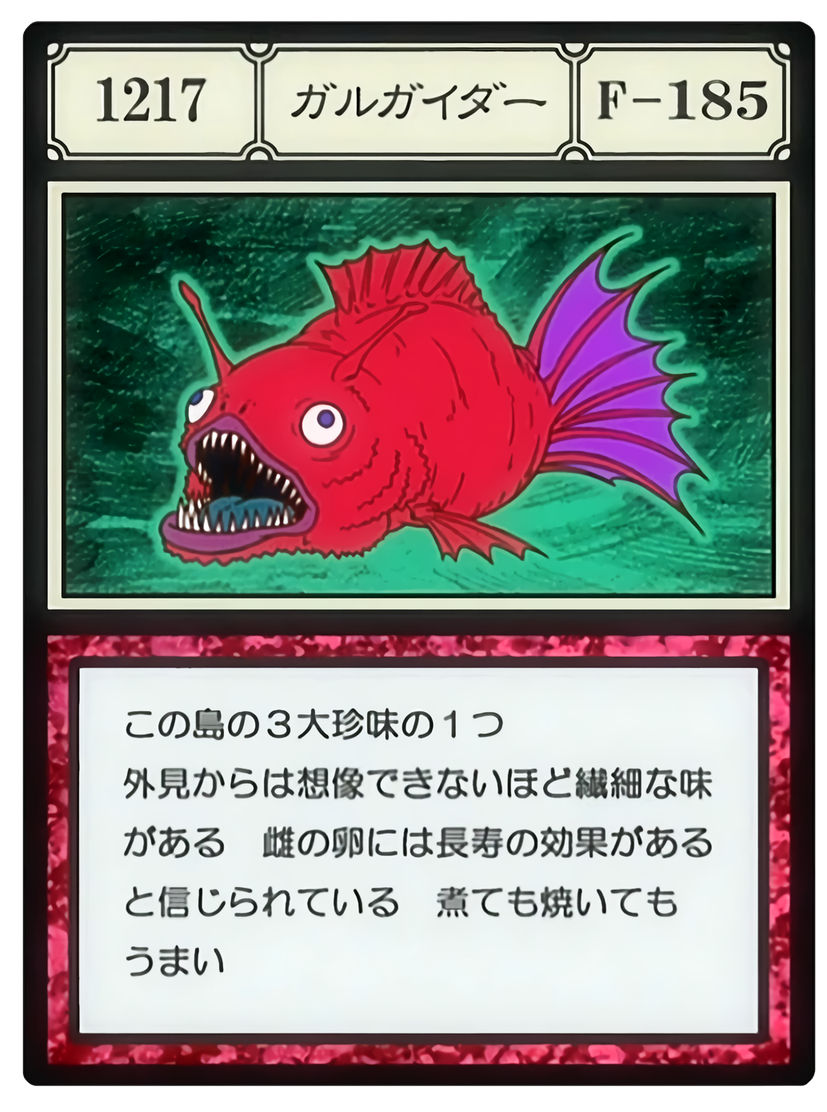 1217
ガルガイダー
F-185
この島の3大珍味の1つ
外見からは想像できないほど繊細な味
がある　雌の卵には長寿の効果がある
と信じられている　煮ても焼いても
うまい